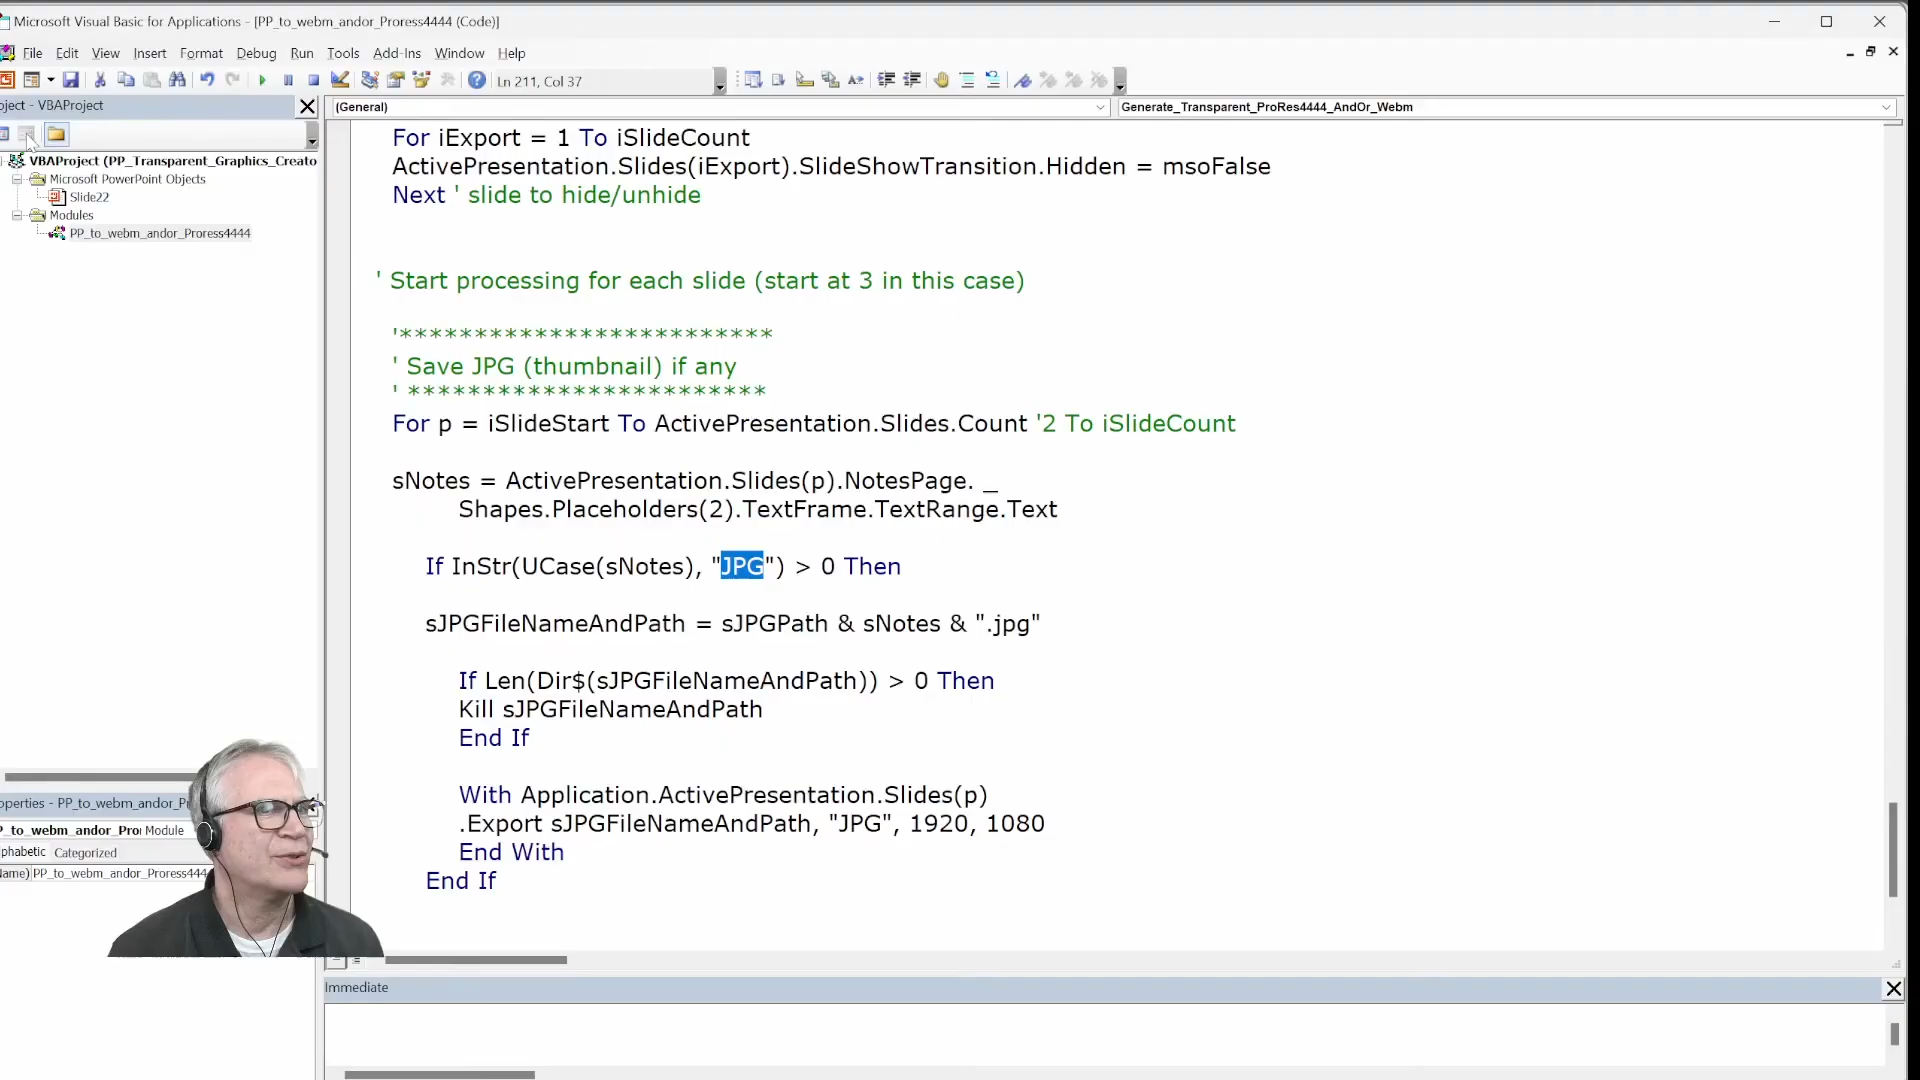 Microsoft Visual Basic for Applications - [PP_to_webm_andor_Proress4444 (Code)]
File Edit View Insert Format Debug Run Tools Add-Ins Window Help
Ln 211, Col 37
oject - VBAProject
(General)
Generate_Transparent_ProRes4444_AndOr_Webm
VBAProject (PP_Transparent_Graphics_Creato
Microsoft PowerPoint Objects
Slide22
Modules
PP_to_webm_andor_Proress4444
For iExport = 1 To iSlideCount
ActivePresentation.Slides(iExport).SlideShowTransition.Hidden = msoFalse
Next ' slide to hide/unhide
' Start processing for each slide (start at 3 in this case)
'*************************
' Save JPG (thumbnail) if any
' ************************
For p = iSlideStart To ActivePresentation.Slides.Count '2 To iSlideCount
sNotes = ActivePresentation.Slides(p).NotesPage. _
Shapes.Placeholders(2).TextFrame.TextRange.Text
If InStr(UCase(sNotes), "JPG") > 0 Then
sJPGFileNameAndPath = sJPGPath & sNotes & ".jpg"
If Len(Dir$(sJPGFileNameAndPath)) > 0 Then
Kill sJPGFileNameAndPath
End If
With Application.ActivePresentation.Slides(p)
.Export sJPGFileNameAndPath, "JPG", 1920, 1080
End With
End If
operties - PP_to_webm_andor_Pr
P_to_webm_andor_Proi Module
phabetic Categorized
ame) PP_to_webm_andor_Proress444
Immediate